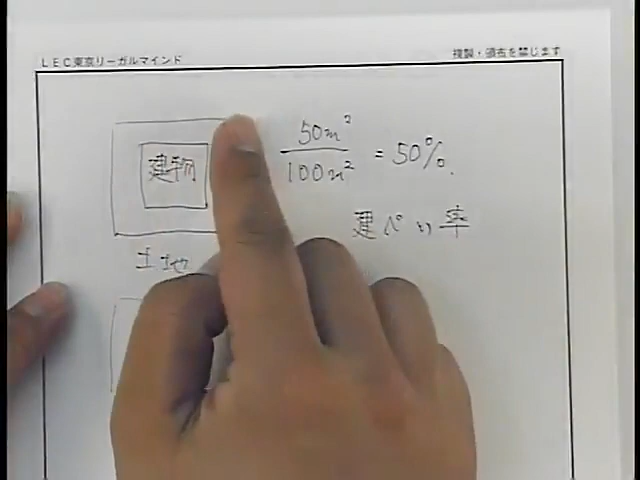 LEC東京リーガルマインド 複製・頒布を禁じます
建物
50m²
100m²
= 50%.
建ぺい率
土地